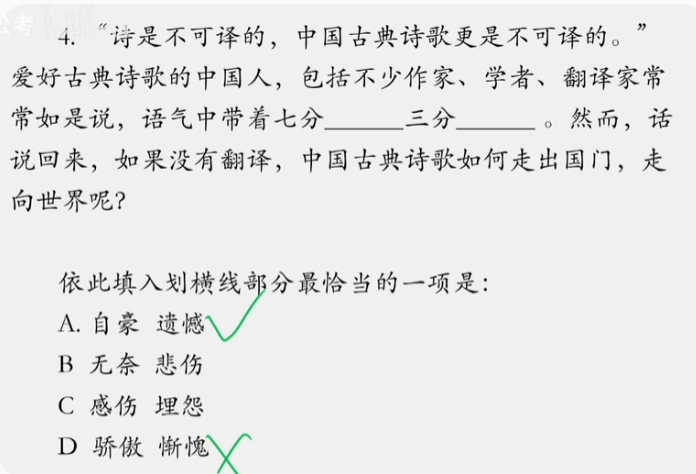 公考
4. “诗是不可译的，中国古典诗歌更是不可译的。”
爱好古典诗歌的中国人，包括不少作家、学者、翻译家常
常如是说，语气中带着七分______三分______。然而，话
说回来，如果没有翻译，中国古典诗歌如何走出国门，走
向世界呢？
依此填入划横线部分最恰当的一项是：
A. 自豪 遗憾
B 无奈 悲伤
C 感伤 埋怨
D 骄傲 惭愧